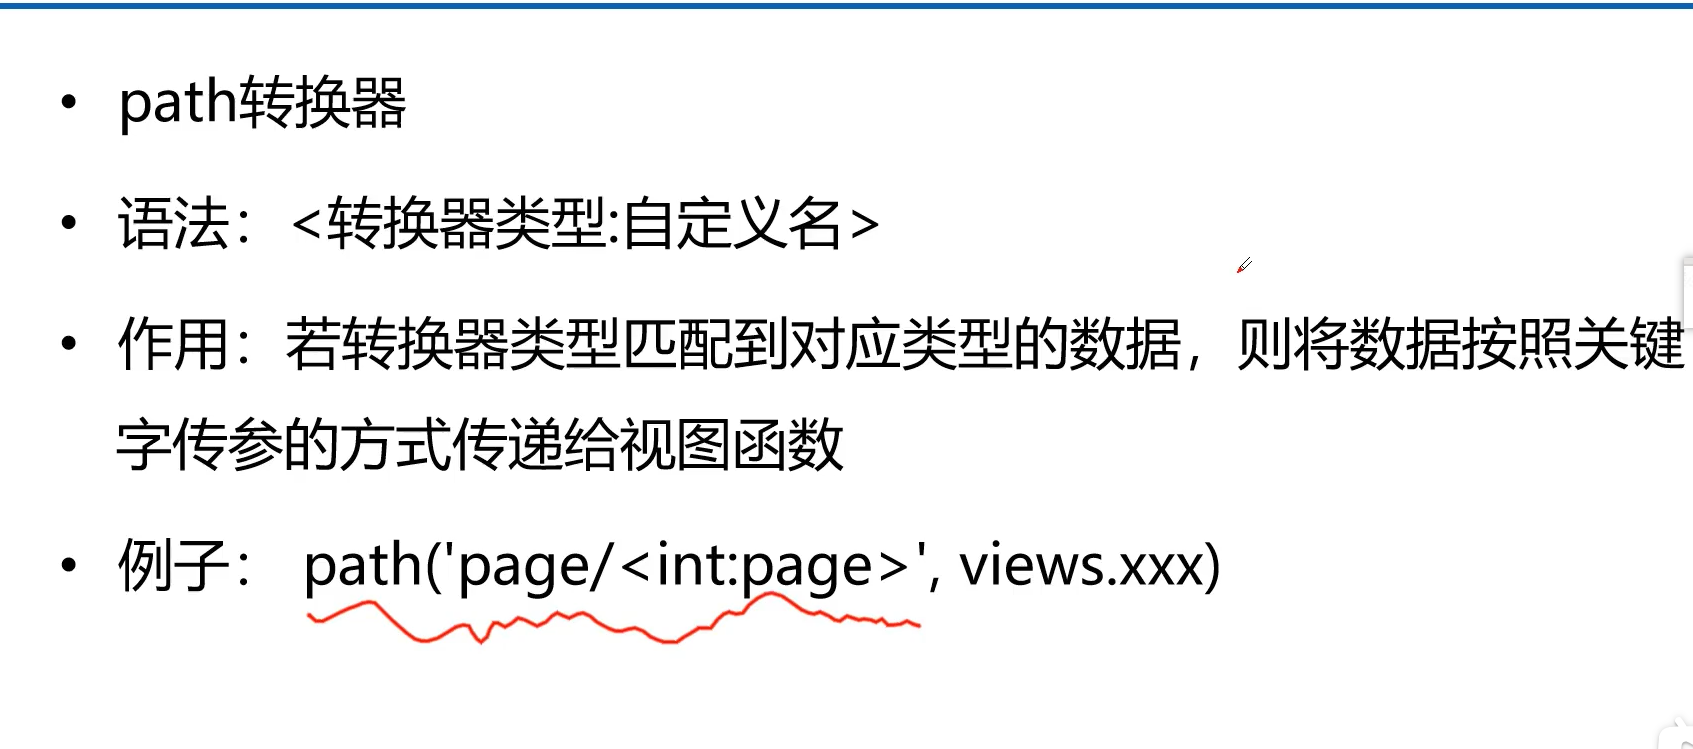 • path转换器
• 语法：<转换器类型:自定义名>
• 作用：若转换器类型匹配到对应类型的数据，则将数据按照关键
字传参的方式传递给视图函数
• 例子： path('page/<int:page>', views.xxx)